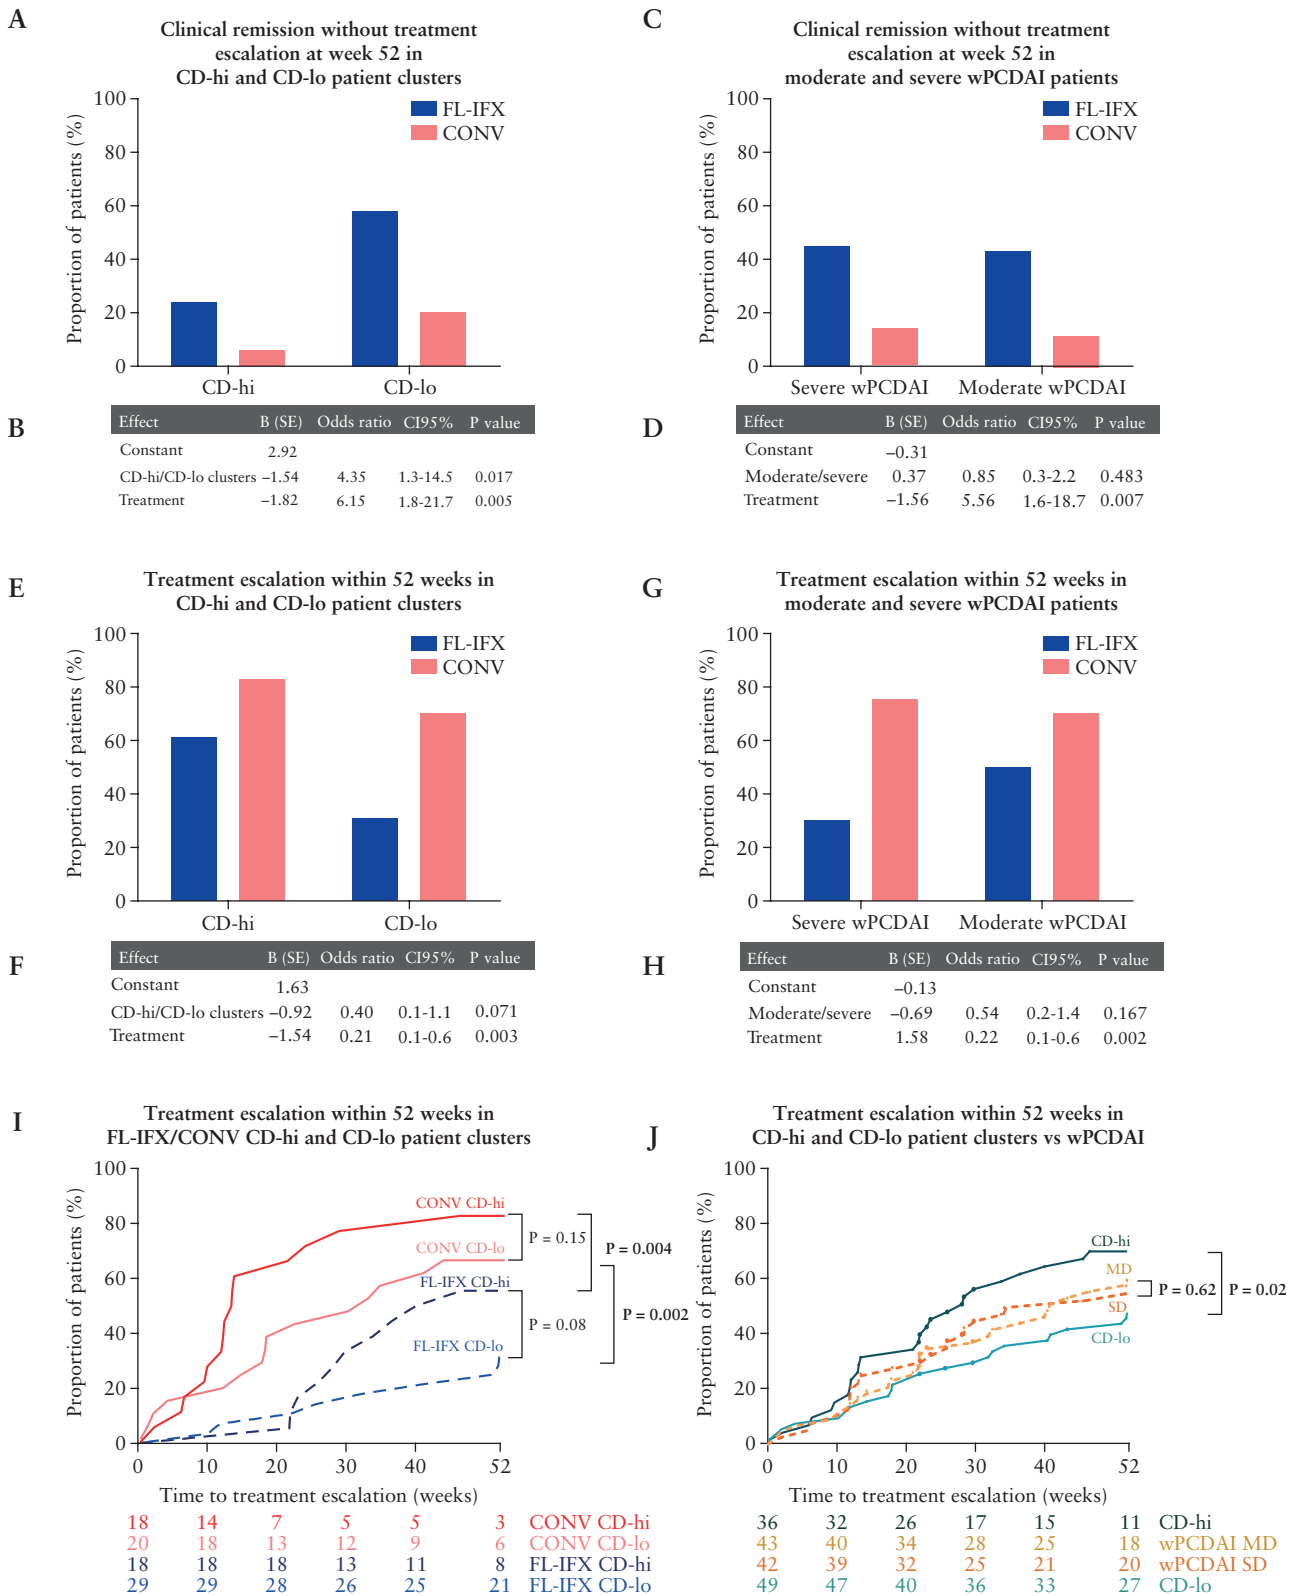 A
Clinical remission without treatment
escalation at week 52 in
CD-hi and CD-lo patient clusters
100
80
60
40
20
0
Proportion of patients (%)
FL-IFX
CONV
CD-hi CD-lo
B
Effect B (SE) Odds ratio CI95% P value
Constant 2.92
CD-hi/CD-lo clusters −1.54 4.35 1.3-14.5 0.017
Treatment −1.82 6.15 1.8-21.7 0.005
C
Clinical remission without treatment
escalation at week 52 in
moderate and severe wPCDAI patients
100
80
60
40
20
0
Proportion of patients (%)
FL-IFX
CONV
Severe wPCDAI Moderate wPCDAI
D
Effect B (SE) Odds ratio CI95% P value
Constant −0.31
Moderate/severe 0.37 0.85 0.3-2.2 0.483
Treatment −1.56 5.56 1.6-18.7 0.007
E
Treatment escalation within 52 weeks in
CD-hi and CD-lo patient clusters
100
80
60
40
20
0
Proportion of patients (%)
FL-IFX
CONV
CD-hi CD-lo
F
Effect B (SE) Odds ratio CI95% P value
Constant 1.63
CD-hi/CD-lo clusters −0.92 0.40 0.1-1.1 0.071
Treatment −1.54 0.21 0.1-0.6 0.003
G
Treatment escalation within 52 weeks in
moderate and severe wPCDAI patients
100
80
60
40
20
0
Proportion of patients (%)
FL-IFX
CONV
Severe wPCDAI Moderate wPCDAI
H
Effect B (SE) Odds ratio CI95% P value
Constant −0.13
Moderate/severe −0.69 0.54 0.2-1.4 0.167
Treatment 1.58 0.22 0.1-0.6 0.002
I
Treatment escalation within 52 weeks in
FL-IFX/CONV CD-hi and CD-lo patient clusters
100
80
60
40
20
0
Proportion of patients (%)
CONV CD-hi
CONV CD-lo
FL-IFX CD-hi
FL-IFX CD-lo
P = 0.15
P = 0.004
P = 0.002
P = 0.08
0 10 20 30 40 52
Time to treatment escalation (weeks)
18 14 7 5 5 3 CONV CD-hi
20 18 13 12 9 6 CONV CD-lo
18 18 18 13 11 8 FL-IFX CD-hi
29 29 28 26 25 21 FL-IFX CD-lo
J
Treatment escalation within 52 weeks in
CD-hi and CD-lo patient clusters vs wPCDAI
100
80
60
40
20
0
Proportion of patients (%)
CD-hi
MD
SD
CD-lo
P = 0.62
P = 0.02
0 10 20 30 40 52
Time to treatment escalation (weeks)
36 32 26 17 15 11 CD-hi
43 40 34 28 25 18 wPCDAI MD
42 39 32 25 21 20 wPCDAI SD
49 47 40 36 33 27 CD-lo